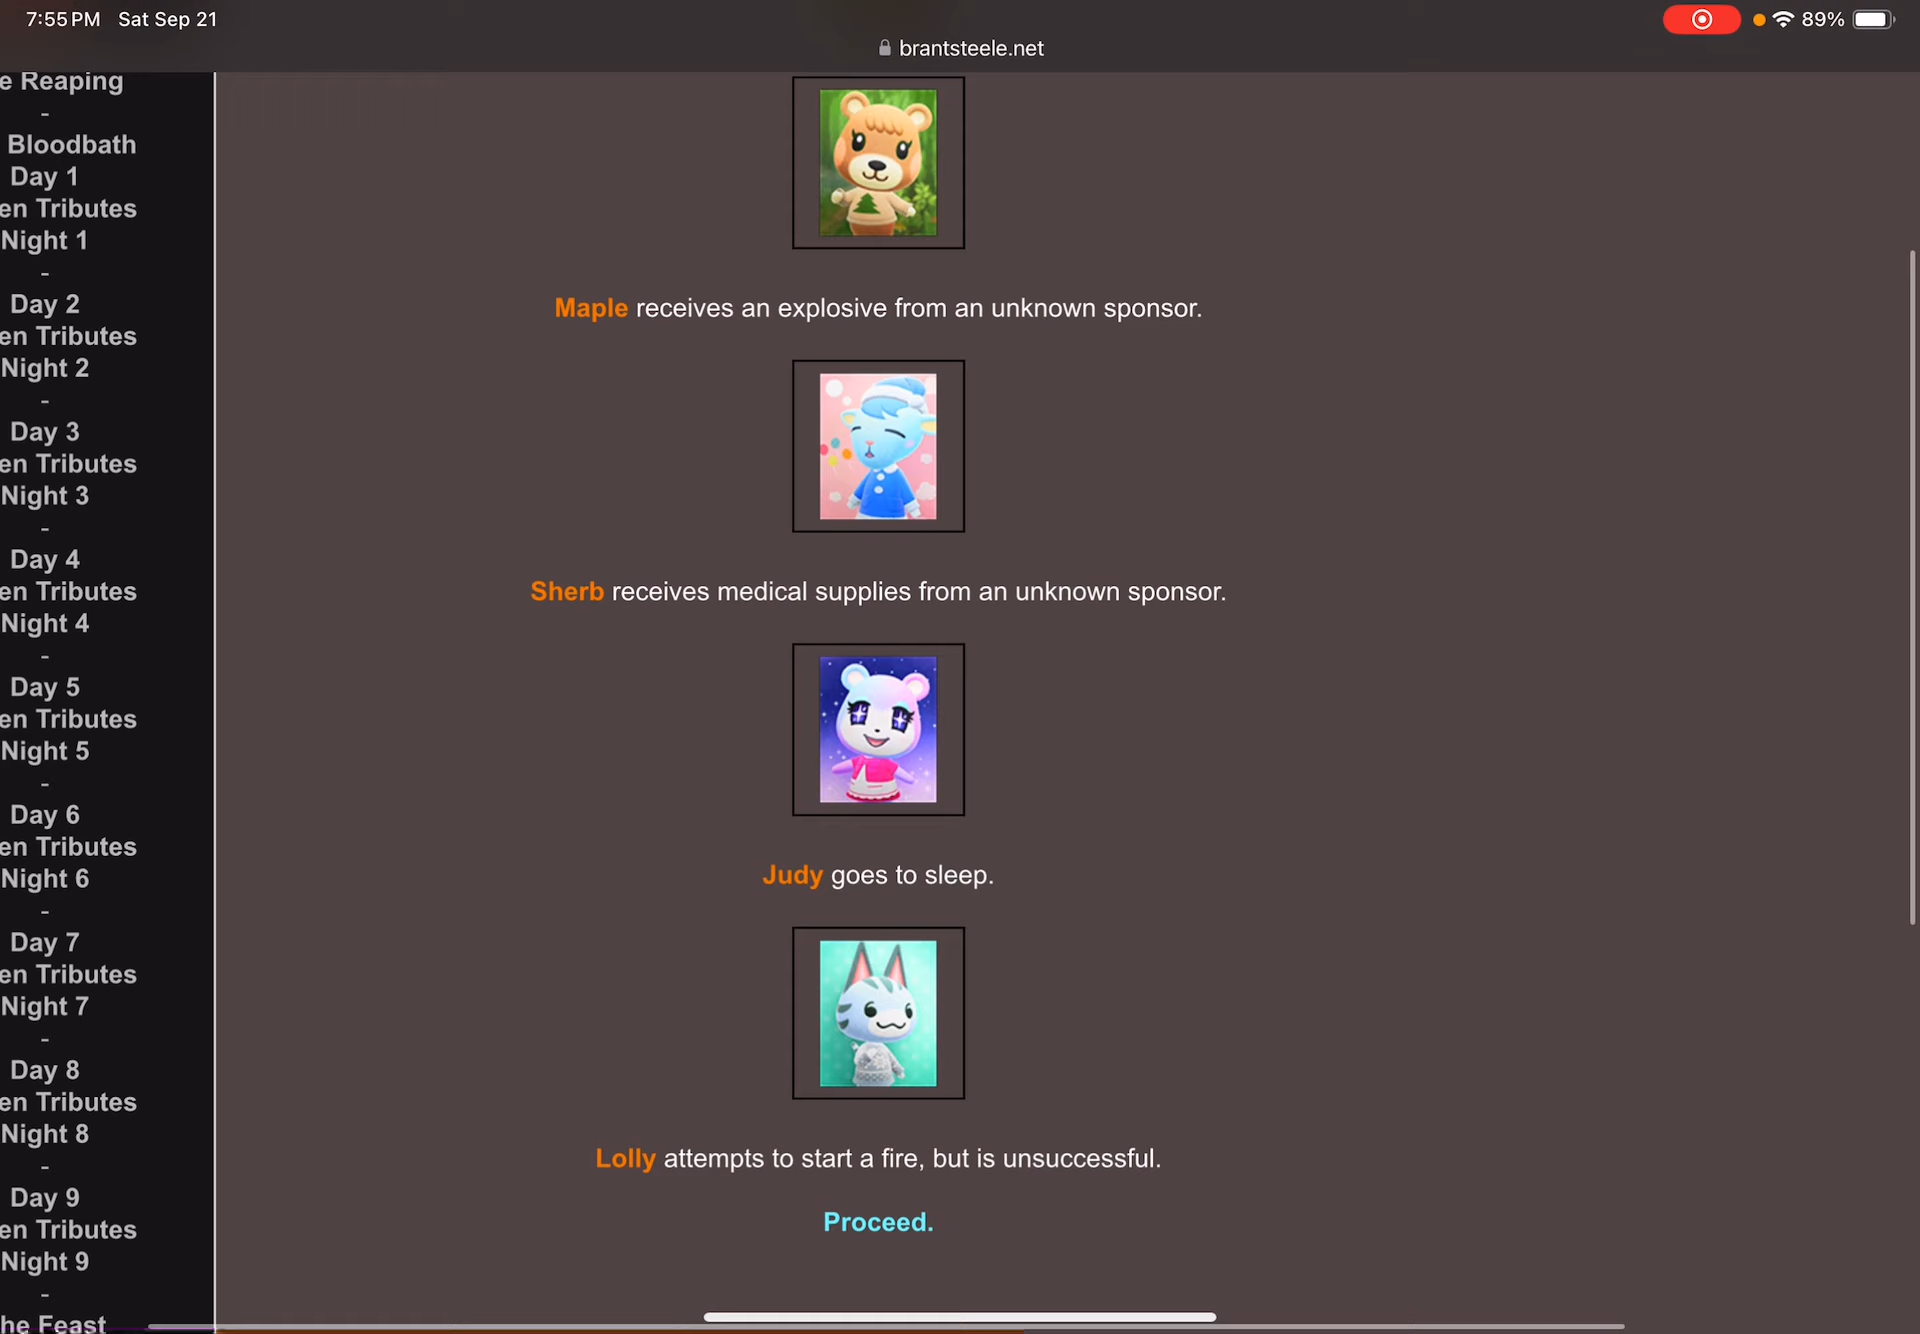 7:55 PM Sat Sep 21
89%
brantsteele.net
e Reaping
-
Bloodbath
Day 1
en Tributes
Night 1
-
Day 2
en Tributes
Night 2
-
Day 3
en Tributes
Night 3
-
Day 4
en Tributes
Night 4
-
Day 5
en Tributes
Night 5
-
Day 6
en Tributes
Night 6
-
Day 7
en Tributes
Night 7
-
Day 8
en Tributes
Night 8
-
Day 9
en Tributes
Night 9
-
he Feast
Maple receives an explosive from an unknown sponsor.
Sherb receives medical supplies from an unknown sponsor.
Judy goes to sleep.
Lolly attempts to start a fire, but is unsuccessful.
Proceed.